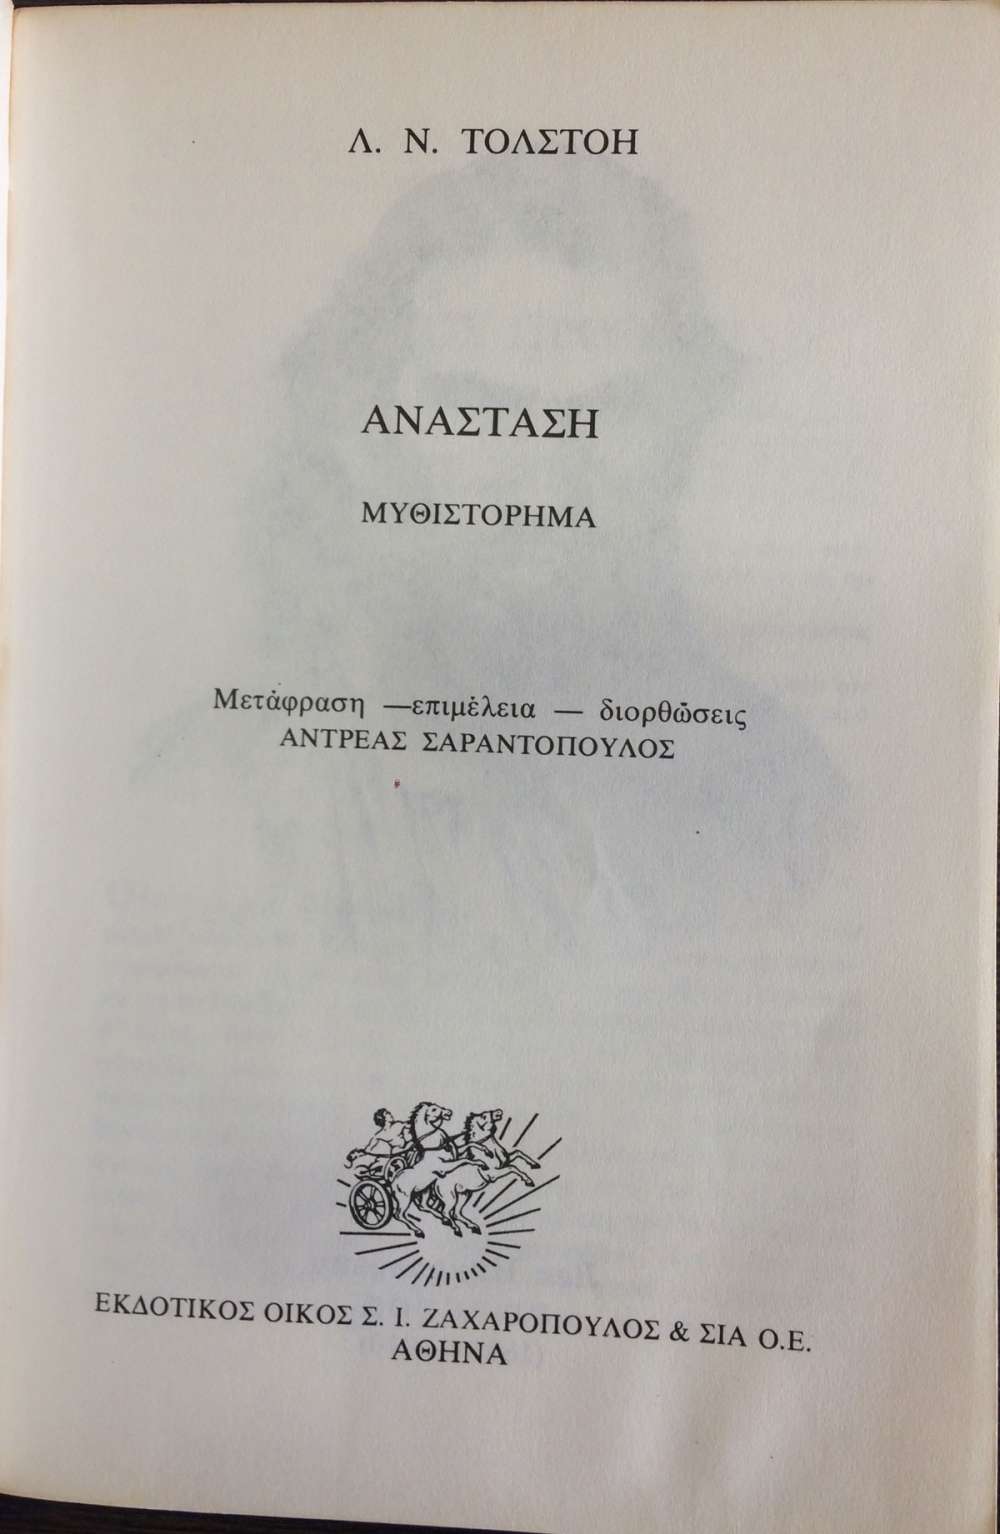 Λ. Ν. ΤΟΛΣΤΟΗ
ΑΝΑΣΤΑΣΗ
ΜΥΘΙΣΤΟΡΗΜΑ
Μετάφραση —επιμέλεια — διορθώσεις
ΑΝΤΡΕΑΣ ΣΑΡΑΝΤΟΠΟΥΛΟΣ
ΕΚΔΟΤΙΚΟΣ ΟΙΚΟΣ Σ. Ι. ΖΑΧΑΡΟΠΟΥΛΟΣ & ΣΙΑ Ο.Ε.
ΑΘΗΝΑ